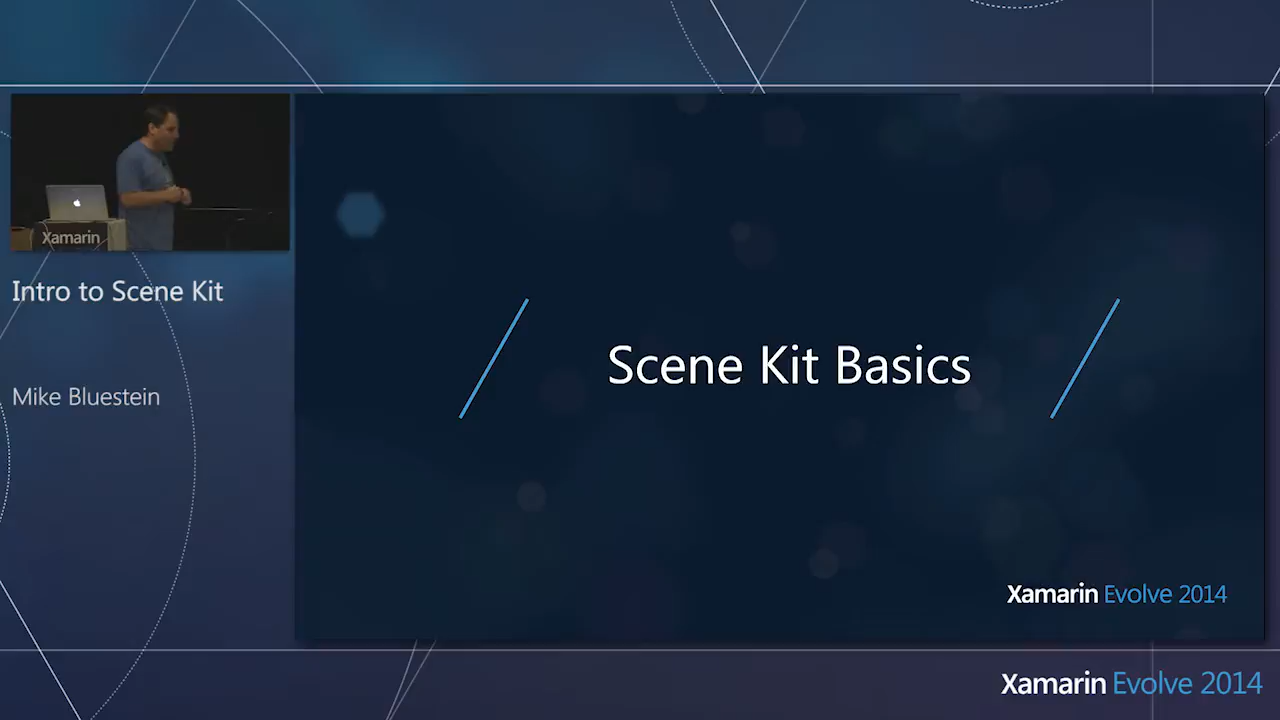 Xamarin
Intro to Scene Kit
Mike Bluestein
Scene Kit Basics
Xamarin Evolve 2014
Xamarin Evolve 2014